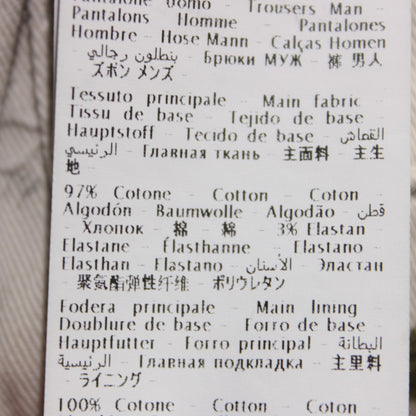 Pantalone Uomo - Trousers Man -
Pantalons Homme - Pantalones
Hombre - Hose Mann - Calças Homen
- بنطلون رجالي - Брюки МУЖ - 裤 男人
- ズボン メンズ -
Tessuto principale - Main fabric -
Tissu de base - Tejido de base -
Hauptstoff - Tecido de base - القماش
الرئيسي - Главная ткань - 主面料 - 主生
地 -
97% Cotone - Cotton - Coton -
Algodón - Baumwolle - Algodão - قطن
- Хлопок - 棉 - 綿 - 3% Elastan
Elastane - Élasthanne - Elastano -
Elasthan - Elastano - الأستان - Эластан
- 聚氨酯弹性纤维 - ポリウレタン
Fodera principale - Main lining -
Doublure de base - Forro de base -
Hauptfutter - Forro principal - البطانة
الرئيسية - Главная подкладка - 主里料
- ライニング -
100% Cotone - Cotton - Coton -